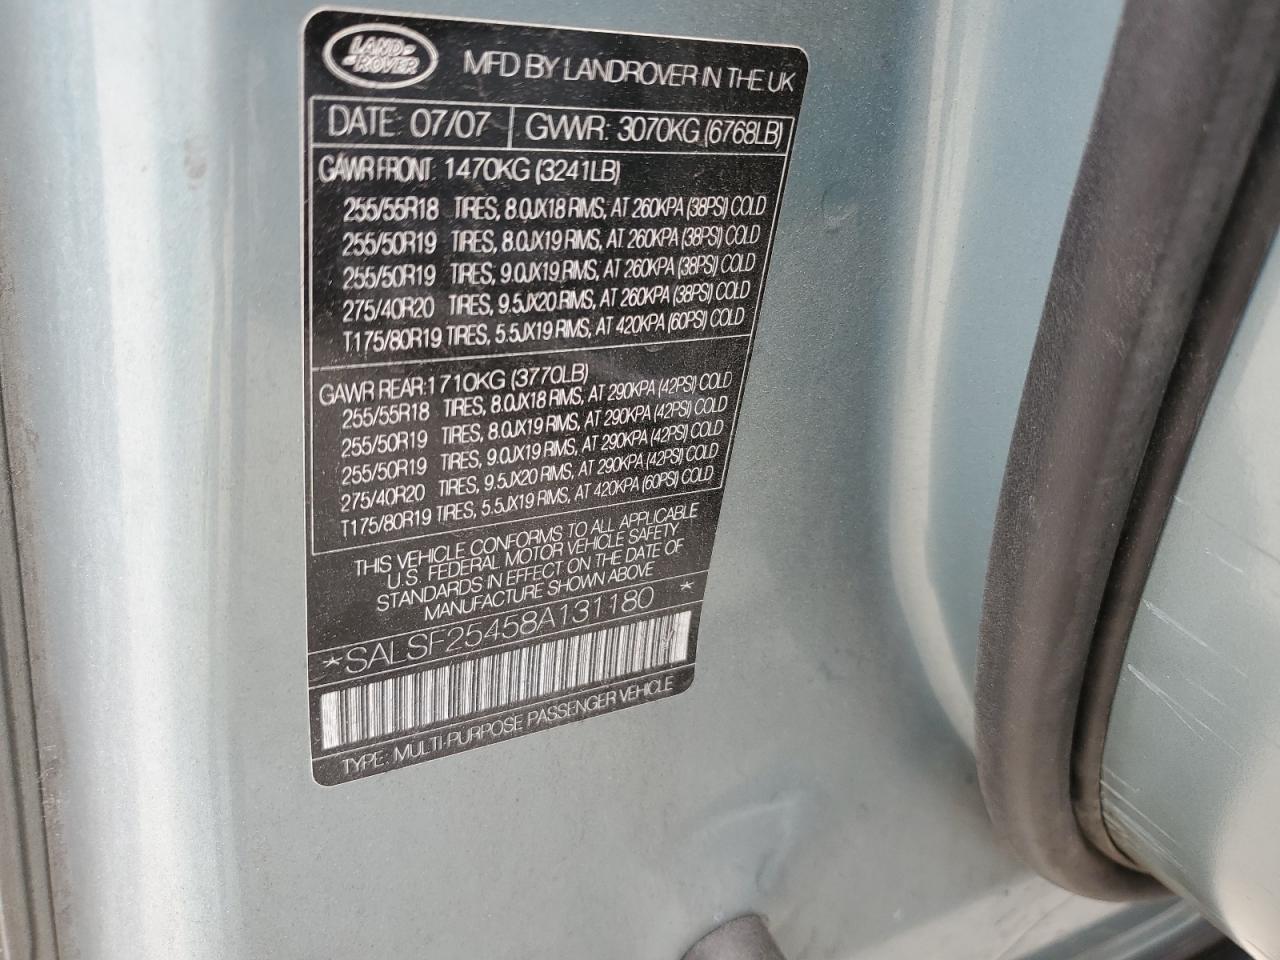 LAND-
-ROVER
MFD BY LANDROVER IN THE UK
DATE: 07/07 GVWR: 3070KG (6768LB)
GAWR FRONT: 1470KG (3241LB)
255/55R18 TIRES, 8.0JX18 RIMS, AT 260KPA (38PSI) COLD
255/50R19 TIRES, 8.0JX19 RIMS, AT 260KPA (38PSI) COLD
255/50R19 TIRES, 9.0JX19 RIMS, AT 260KPA (38PSI) COLD
275/40R20 TIRES, 9.5JX20 RIMS, AT 260KPA (38PSI) COLD
T175/80R19 TIRES, 5.5JX19 RIMS, AT 420KPA (60PSI) COLD
GAWR REAR: 1710KG (3770LB)
255/55R18 TIRES, 8.0JX18 RIMS, AT 290KPA (42PSI) COLD
255/50R19 TIRES, 8.0JX19 RIMS, AT 290KPA (42PSI) COLD
255/50R19 TIRES, 9.0JX19 RIMS, AT 290KPA (42PSI) COLD
275/40R20 TIRES, 9.5JX20 RIMS, AT 290KPA (42PSI) COLD
T175/80R19 TIRES, 5.5JX19 RIMS, AT 420KPA (60PSI) COLD
THIS VEHICLE CONFORMS TO ALL APPLICABLE
U.S. FEDERAL MOTOR VEHICLE SAFETY
STANDARDS IN EFFECT ON THE DATE OF
MANUFACTURE SHOWN ABOVE
*SALSF25458A131180 *
TYPE: MULTI-PURPOSE PASSENGER VEHICLE